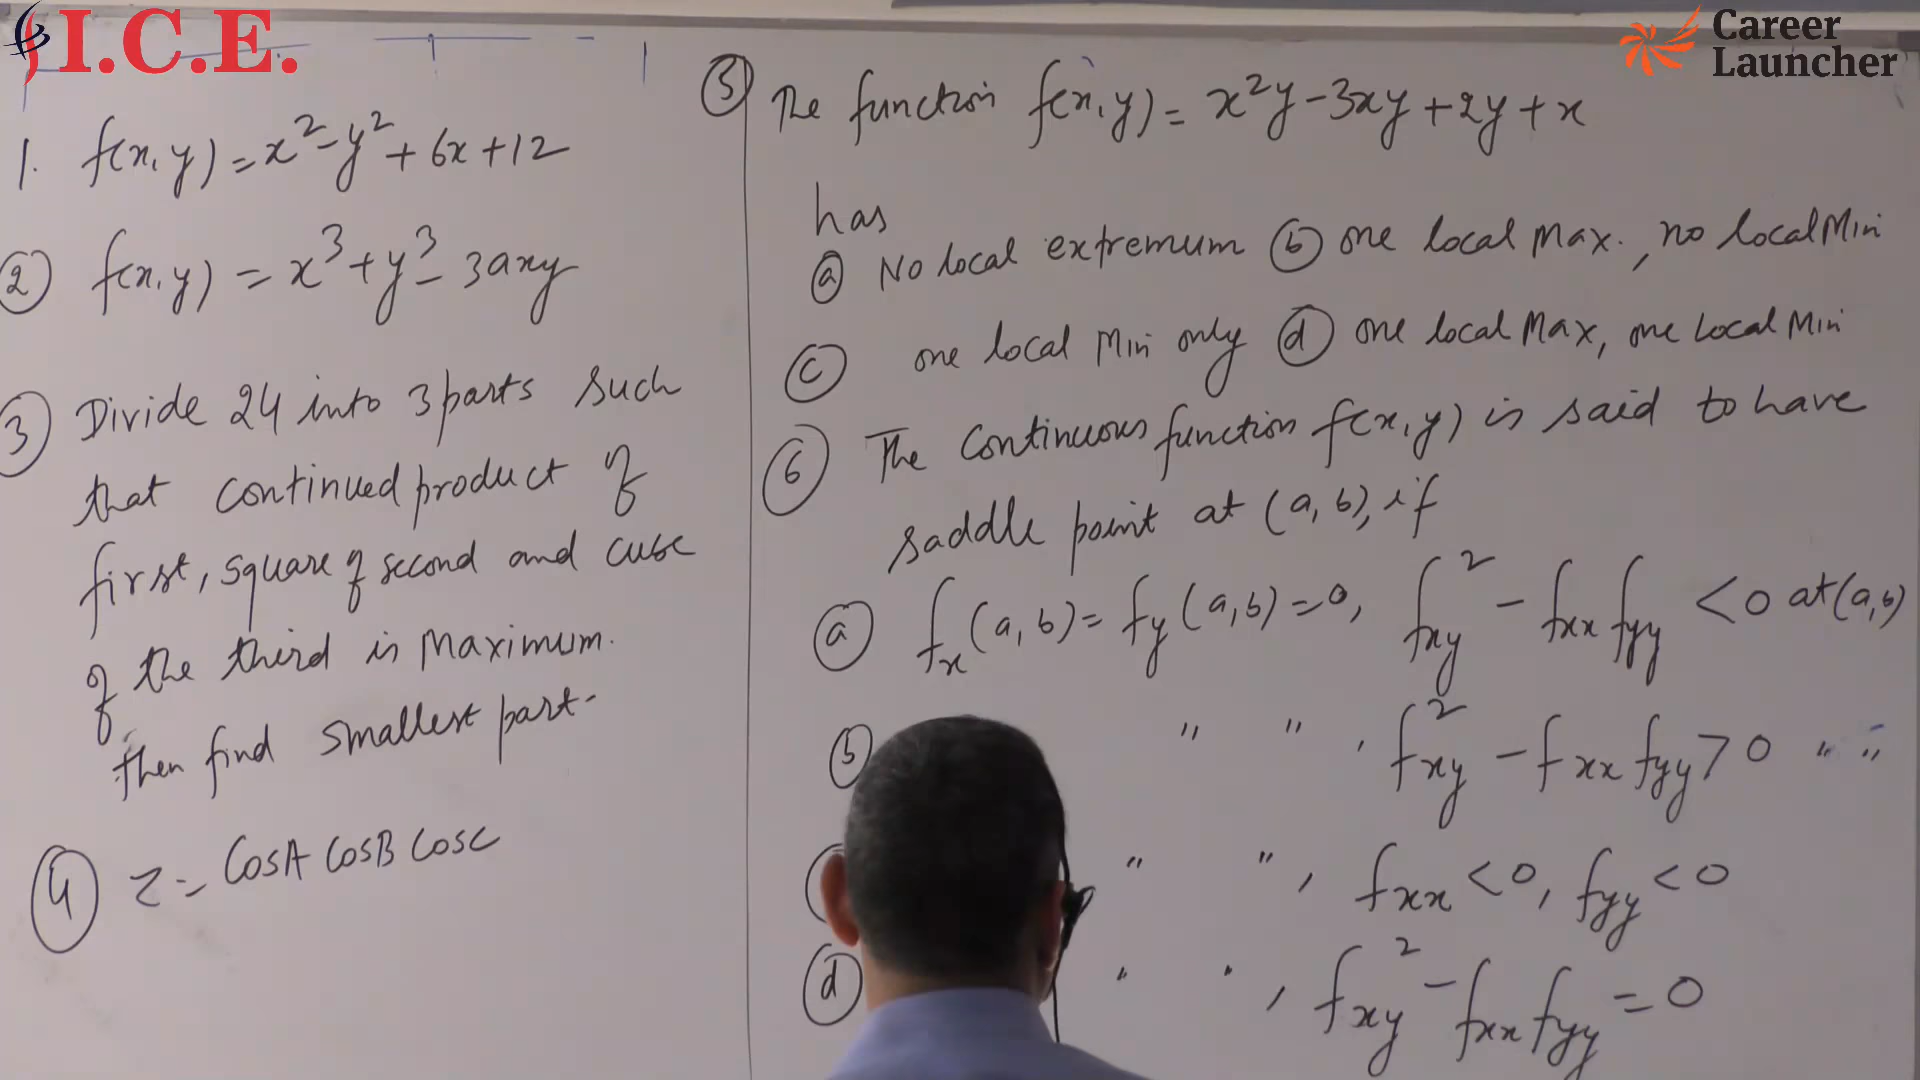 I.C.E.
Career
Launcher
1. f(x,y) = x² - y² + 6x + 12
② f(x,y) = x³ + y³ - 3axy
③ Divide 24 into 3 parts such
that continued product of
first, square of second and cube
of the third is Maximum.
then find smallest part-
④ z = CosA CosB CosC
⑤ The function f(x,y) = x²y - 3xy + 2y + x
has
ⓐ No local extremum ⓑ one local Max., no local Min
ⓒ one local Min only ⓓ one local Max, one Local Min
⑥ The Continuous function f(x,y) is said to have
saddle point at (a,b), if
ⓐ fx(a,b) = fy(a,b) = 0, fxy² - fxx fyy < 0 at (a,b)
ⓑ " " , fxy² - fxx fyy > 0 " "
" " , fxx < 0, fyy < 0
ⓓ " " , fxy² - fxx fyy = 0